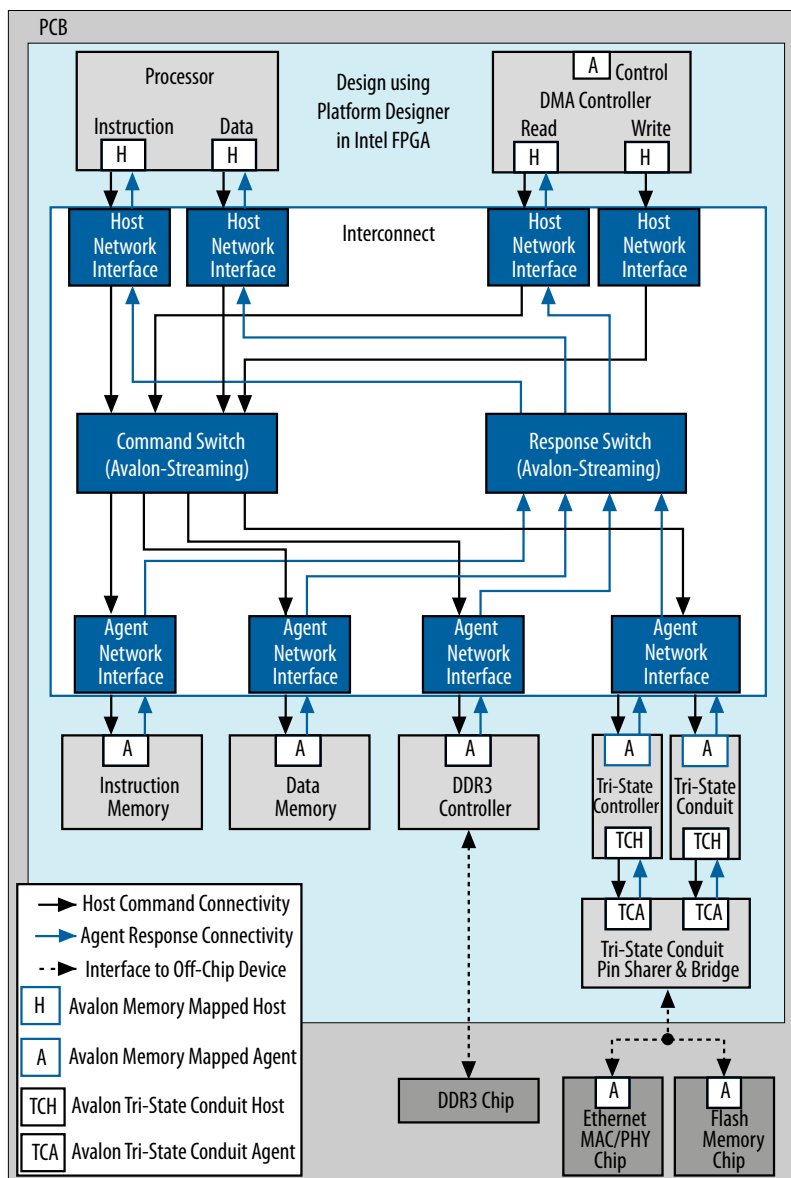 PCB
Processor
Instruction
Data
H
H
Design using
Platform Designer
in Intel FPGA
A
Control
DMA Controller
Read
Write
H
H
Host
Network
Interface
Host
Network
Interface
Interconnect
Host
Network
Interface
Host
Network
Interface
Command Switch
(Avalon-Streaming)
Response Switch
(Avalon-Streaming)
Agent
Network
Interface
Agent
Network
Interface
Agent
Network
Interface
Agent
Network
Interface
A
Instruction
Memory
A
Data
Memory
A
DDR3
Controller
A
Tri-State
Controller
TCH
A
Tri-State
Conduit
TCH
TCA
TCA
Tri-State Conduit
Pin Sharer & Bridge
Host Command Connectivity
Agent Response Connectivity
Interface to Off-Chip Device
H
Avalon Memory Mapped Host
A
Avalon Memory Mapped Agent
TCH
Avalon Tri-State Conduit Host
TCA
Avalon Tri-State Conduit Agent
DDR3 Chip
A
Ethernet
MAC/PHY
Chip
A
Flash
Memory
Chip